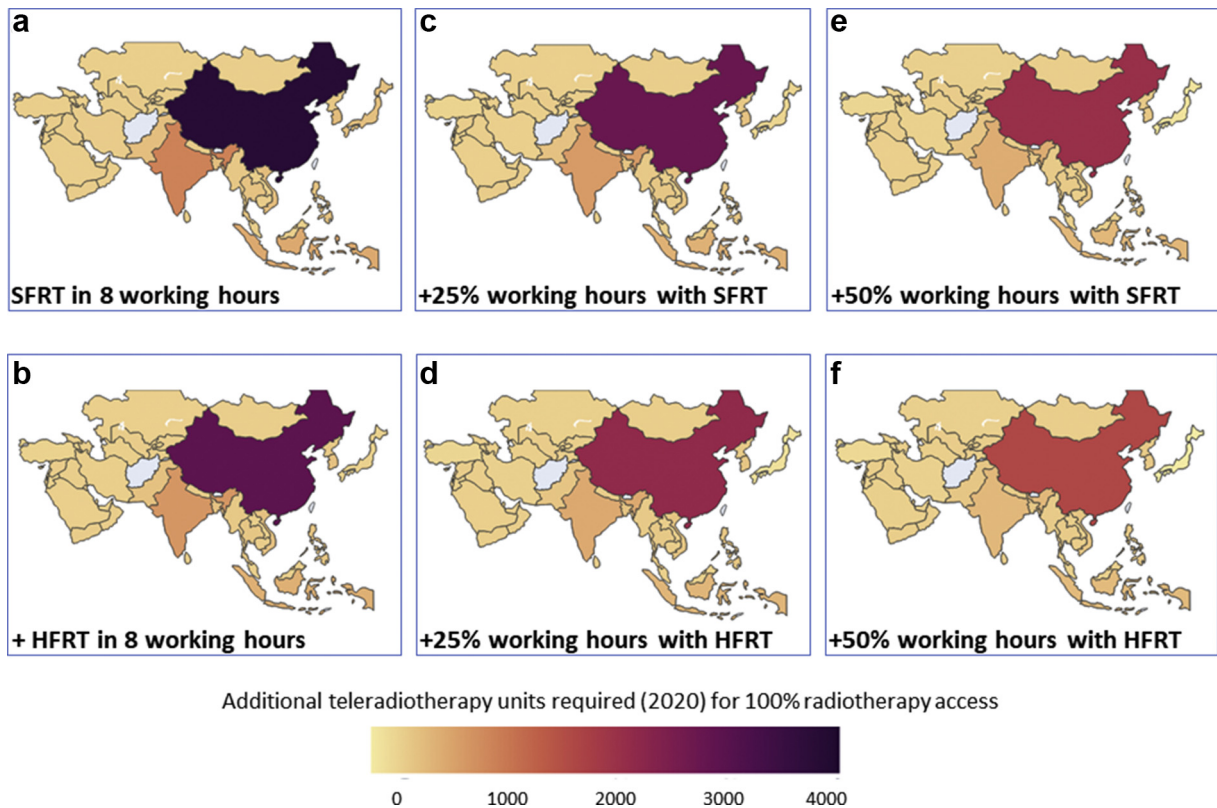 a
SFRT in 8 working hours
c
+25% working hours with SFRT
e
+50% working hours with SFRT
b
+ HFRT in 8 working hours
d
+25% working hours with HFRT
f
+50% working hours with HFRT
Additional teleradiotherapy units required (2020) for 100% radiotherapy access
0 1000 2000 3000 4000